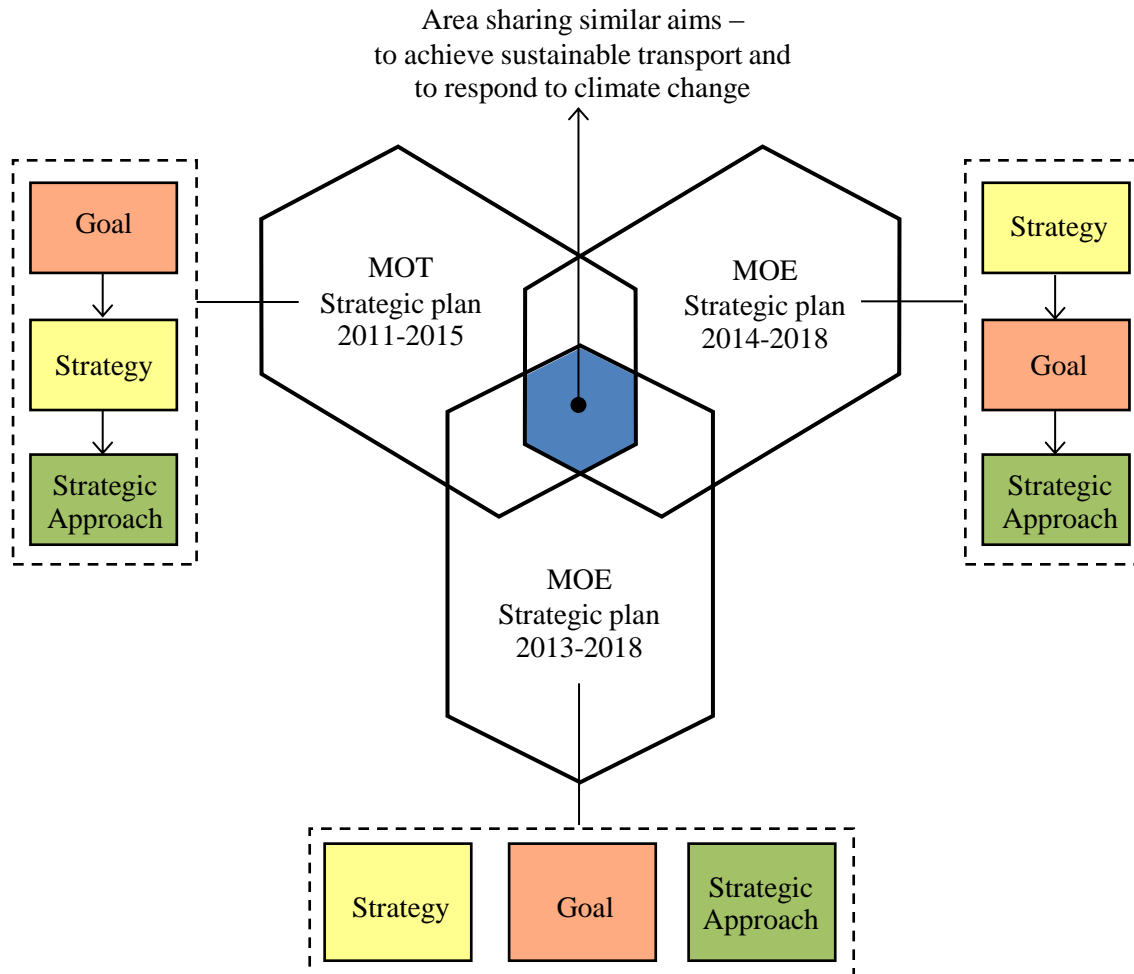 Area sharing similar aims –
to achieve sustainable transport and
to respond to climate change
Goal
Strategy
Strategic
Approach
MOT
Strategic plan
2011-2015
MOE
Strategic plan
2014-2018
Strategy
Goal
Strategic
Approach
MOE
Strategic plan
2013-2018
Strategy
Goal
Strategic
Approach